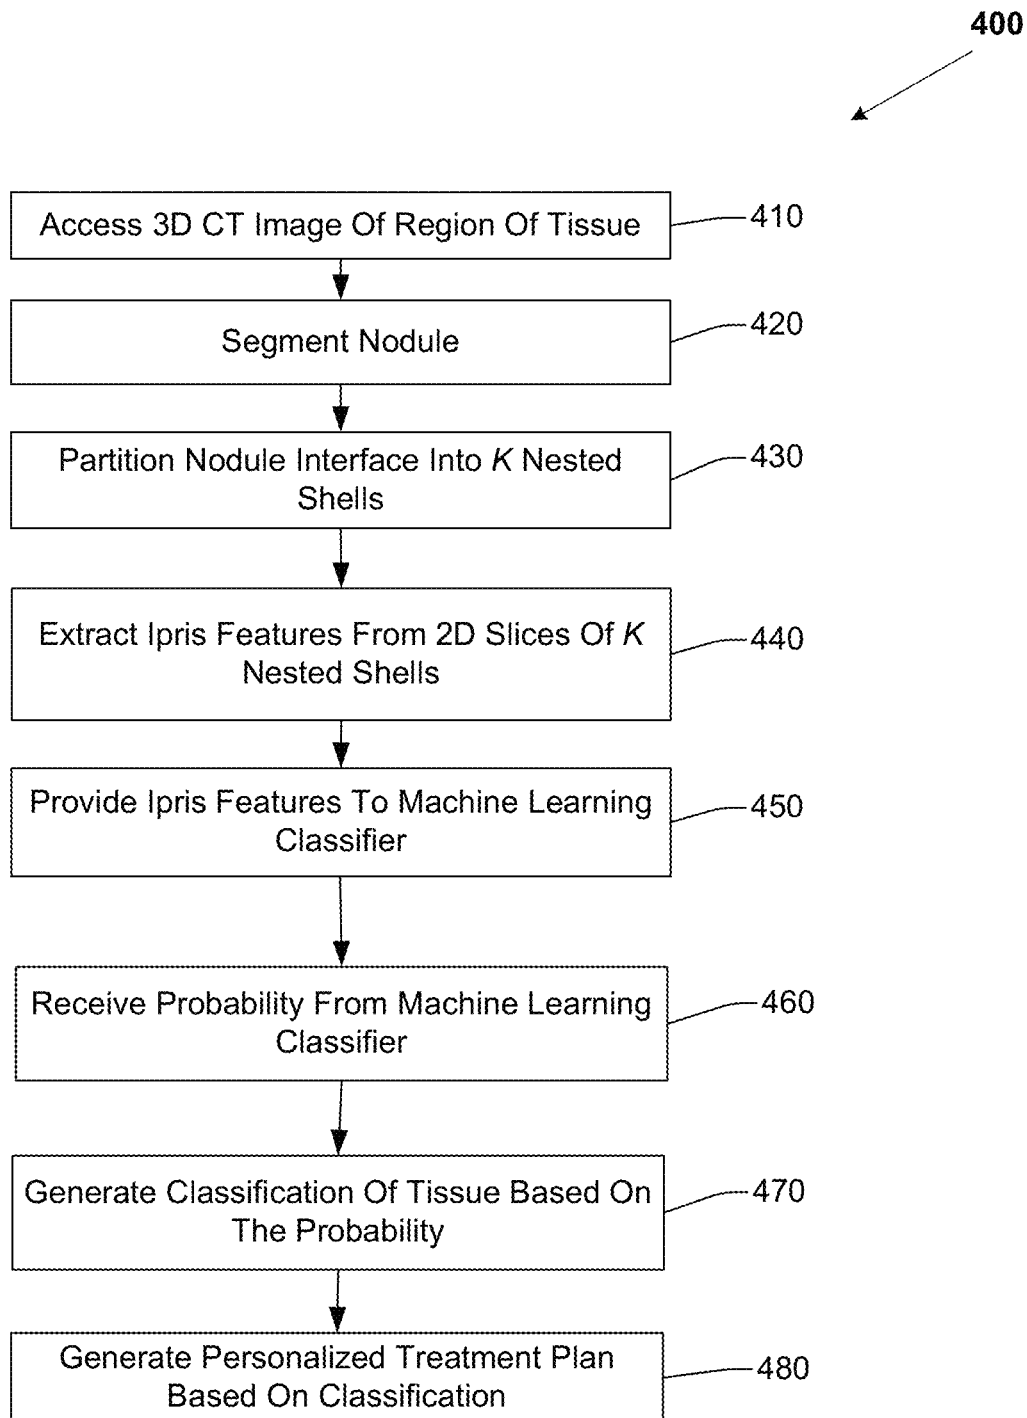 400
Access 3D CT Image Of Region Of Tissue
410
Segment Nodule
420
Partition Nodule Interface Into K Nested
Shells
430
Extract Ipris Features From 2D Slices Of K
Nested Shells
440
Provide Ipris Features To Machine Learning
Classifier
450
Receive Probability From Machine Learning
Classifier
460
Generate Classification Of Tissue Based On
The Probability
470
Generate Personalized Treatment Plan
Based On Classification
480